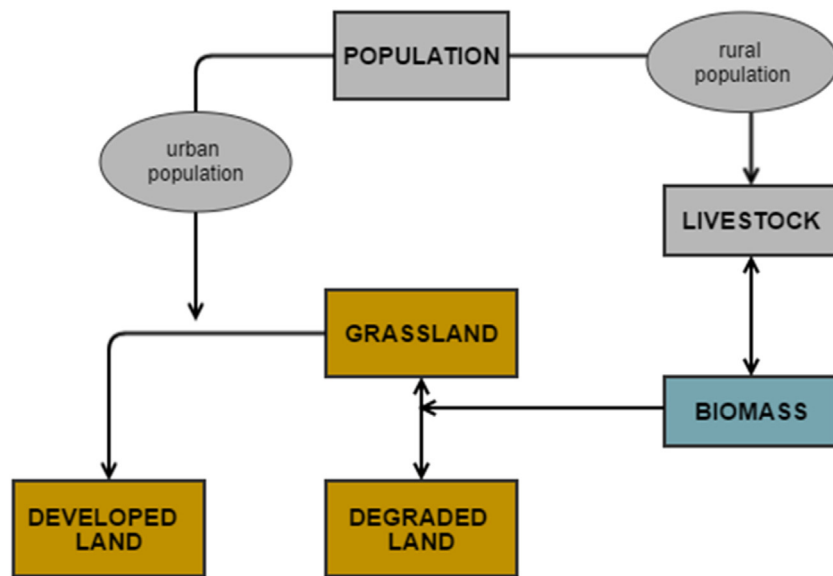 POPULATION
rural
population
urban
population
LIVESTOCK
GRASSLAND
BIOMASS
DEVELOPED
LAND
DEGRADED
LAND